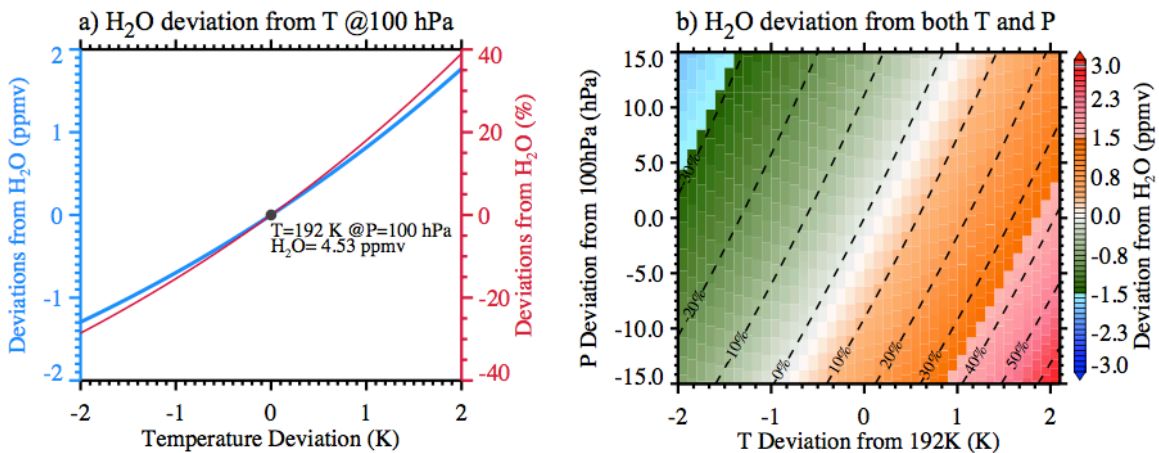 a) H₂O deviation from T @100 hPa
Deviations from H₂O (ppmv)
2
1
0
-1
-2
40
20
0
-20
-40
Deviations from H₂O (%)
T=192 K @P=100 hPa
H₂O= 4.53 ppmv
-2 -1 0 1 2
Temperature Deviation (K)
b) H₂O deviation from both T and P
P Deviation from 100hPa (hPa)
15.0
10.0
5.0
0.0
-5.0
-10.0
-15.0
-30%
-20%
-10%
0%
10%
20%
30%
40%
50%
-2 -1 0 1 2
T Deviation from 192K (K)
3.0
2.3
1.5
0.8
0.0
-0.8
-1.5
-2.3
-3.0
Deviation from H₂O (ppmv)